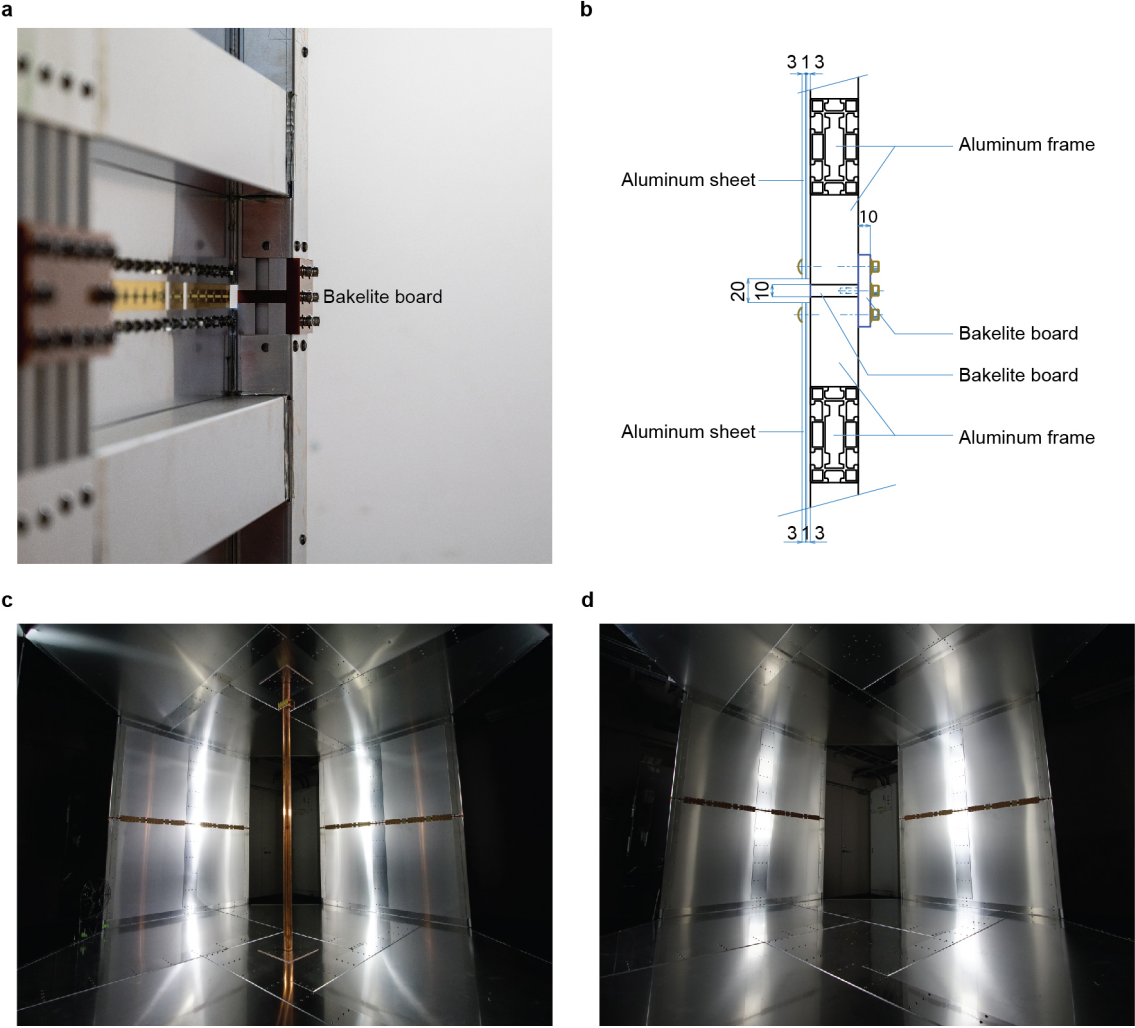 a
Bakelite board
b
3 1 3
Aluminum frame
Aluminum sheet
10
20
10
Bakelite board
Bakelite board
Aluminum sheet
Aluminum frame
3 1 3
c
d